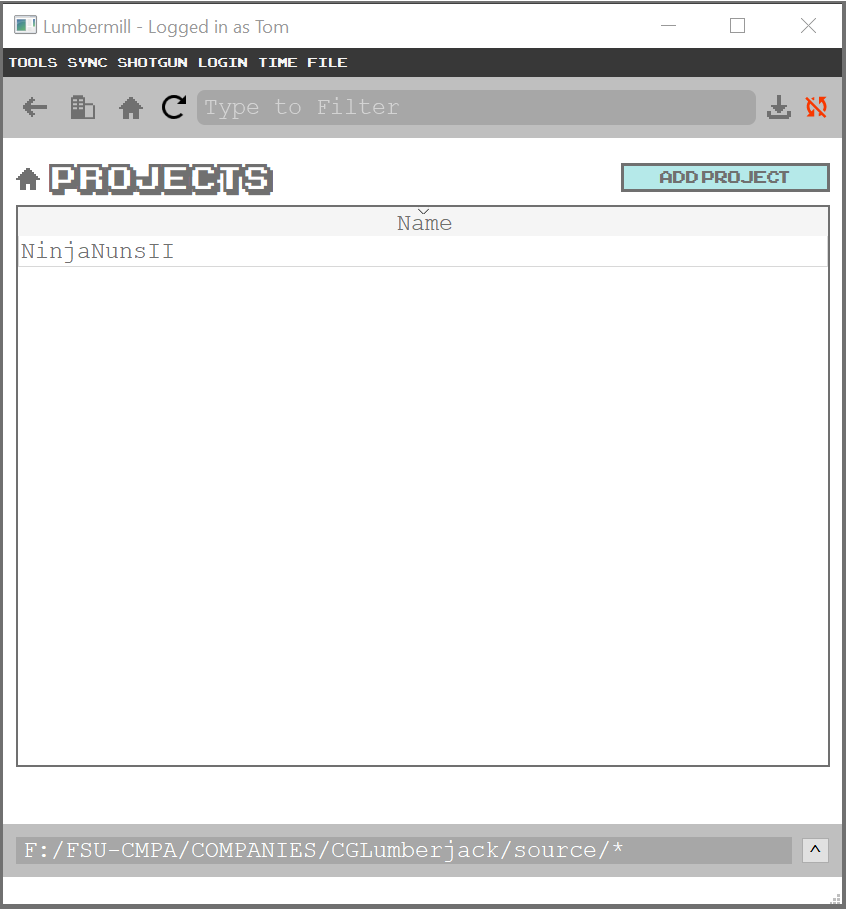 Lumbermill - Logged in as Tom
TOOLS SYNC SHOTGUN LOGIN TIME FILE
Type to Filter
PROJECTS
ADD PROJECT
Name
NinjaNunsII
F:/FSU-CMPA/COMPANIES/CGLumberjack/source/*
^